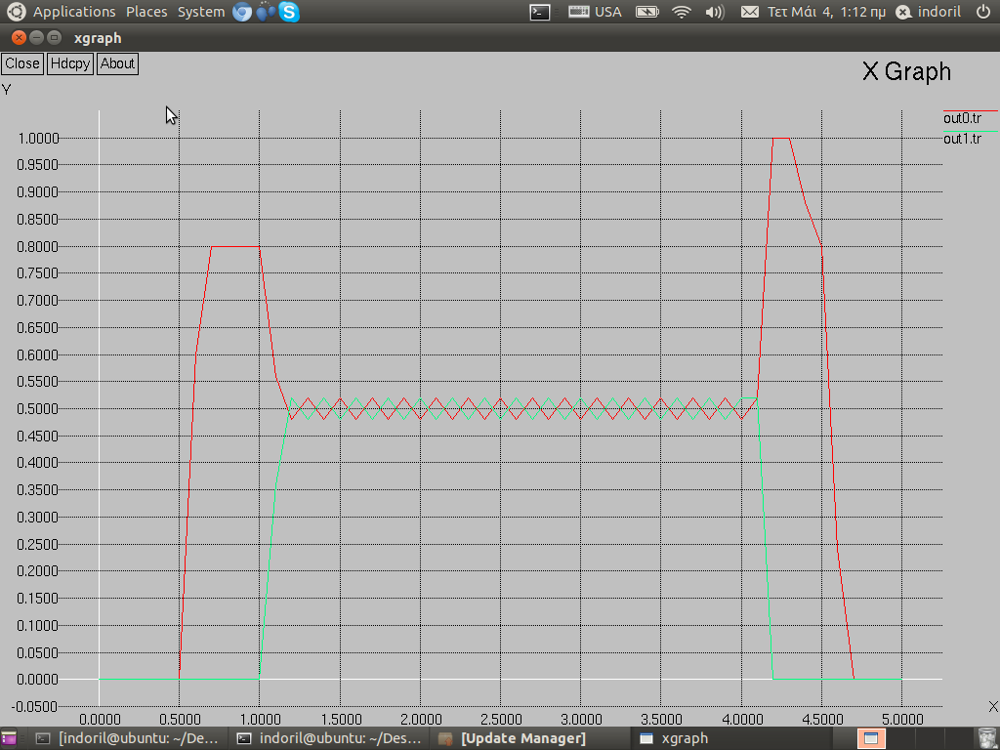 Applications Places System USA Τετ Μάι 4, 1:12 πμ indoril
xgraph
Close Hdcpy About
X Graph
Y
out0.tr
out1.tr
1.0000
0.9500
0.9000
0.8500
0.8000
0.7500
0.7000
0.6500
0.6000
0.5500
0.5000
0.4500
0.4000
0.3500
0.3000
0.2500
0.2000
0.1500
0.1000
0.0500
0.0000
-0.0500
X
0.0000 0.5000 1.0000 1.5000 2.0000 2.5000 3.0000 3.5000 4.0000 4.5000 5.0000
[indoril@ubuntu: ~/De... indoril@ubuntu: ~/Des... [Update Manager] xgraph